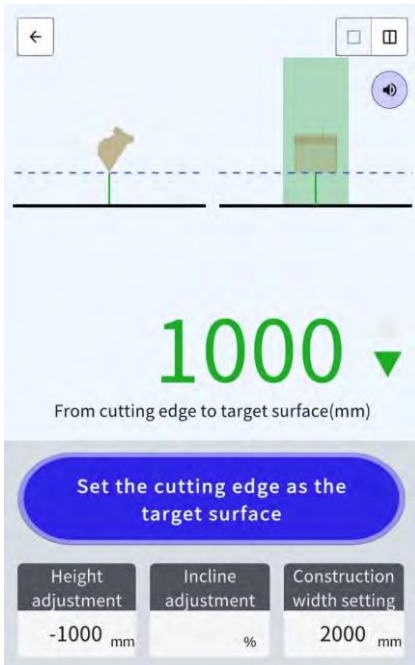 1000
From cutting edge to target surface(mm)
Set the cutting edge as the
target surface
Height
adjustment
-1000 mm
Incline
adjustment
%
Construction
width setting
2000 mm